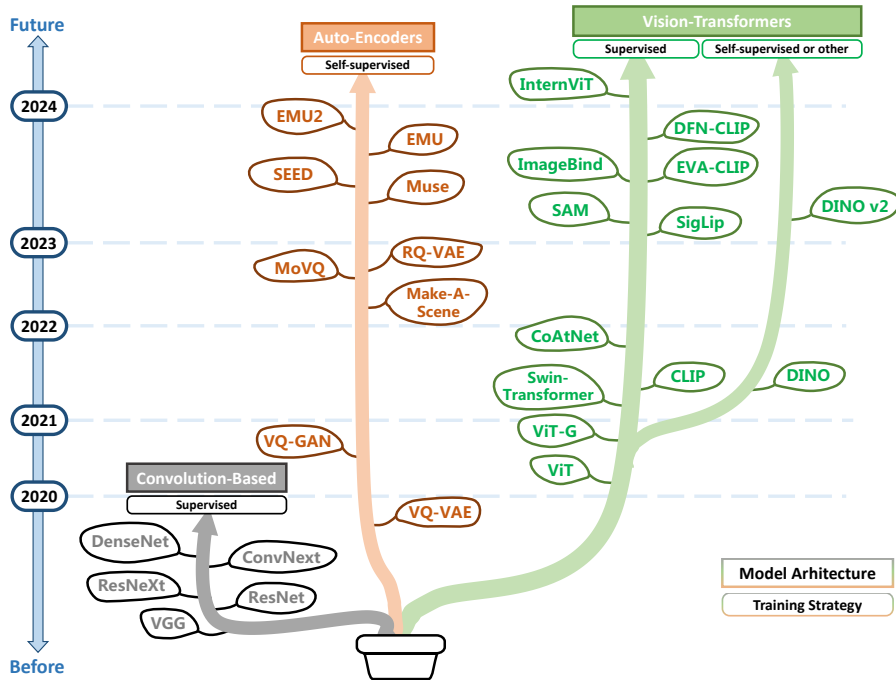 Future
Auto-Encoders
Self-supervised
Vision-Transformers
Supervised
Self-supervised or other
InternViT
2024
EMU2
EMU
DFN-CLIP
SEED
Muse
ImageBind
EVA-CLIP
SAM
SigLip
DINO v2
2023
MoVQ
RQ-VAE
Make-A-
Scene
2022
CoAtNet
Swin-
Transformer
CLIP
DINO
2021
VQ-GAN
ViT-G
ViT
Convolution-Based
Supervised
2020
VQ-VAE
DenseNet
ConvNext
ResNeXt
ResNet
VGG
Model Arhitecture
Training Strategy
Before